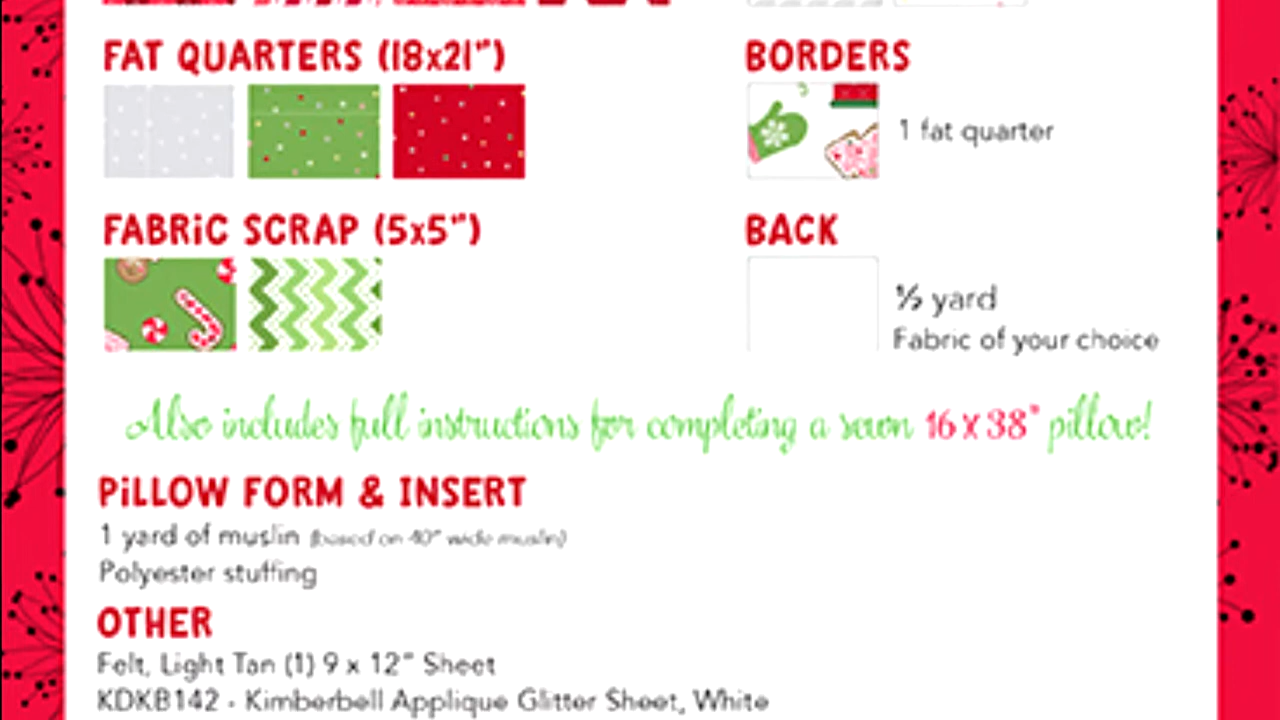 FAT QUARTERS (18x21")
BORDERS
1 fat quarter
FABRiC SCRAP (5x5")
BACK
½ yard
Fabric of your choice
Also includes full instructions for completing a sewn 16 x 38" pillow!
PiLLOW FORM & INSERT
1 yard of muslin (based on 40" wide muslin)
Polyester stuffing
OTHER
Felt, Light Tan (1) 9 x 12" Sheet
KDKB142 - Kimberbell Applique Glitter Sheet, White